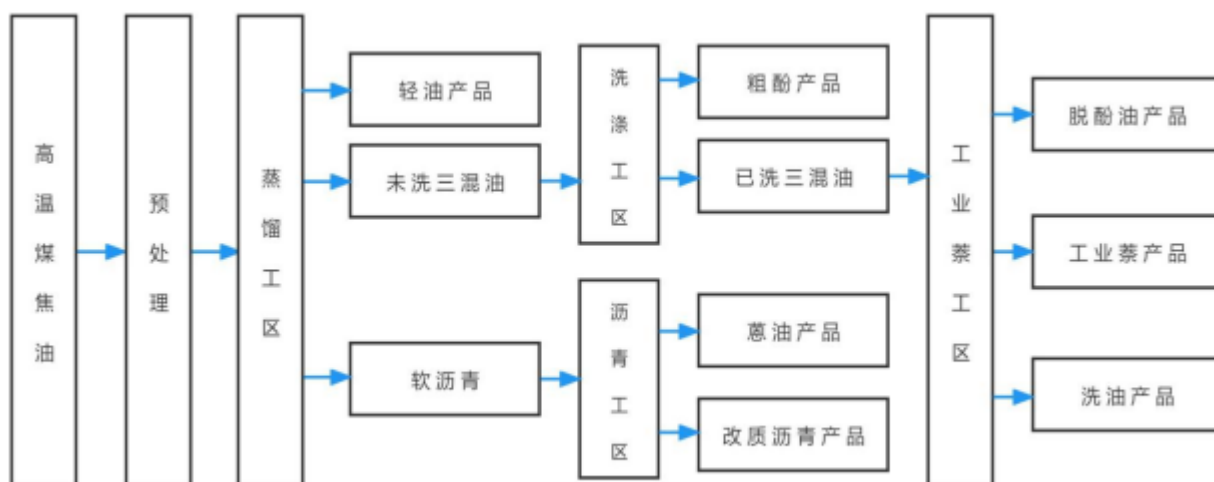 高温煤焦油
预处理
蒸馏工区
轻油产品
未洗三混油
软沥青
洗涤工区
沥青工区
粗酚产品
已洗三混油
蒽油产品
改质沥青产品
工业萘工区
脱酚油产品
工业萘产品
洗油产品